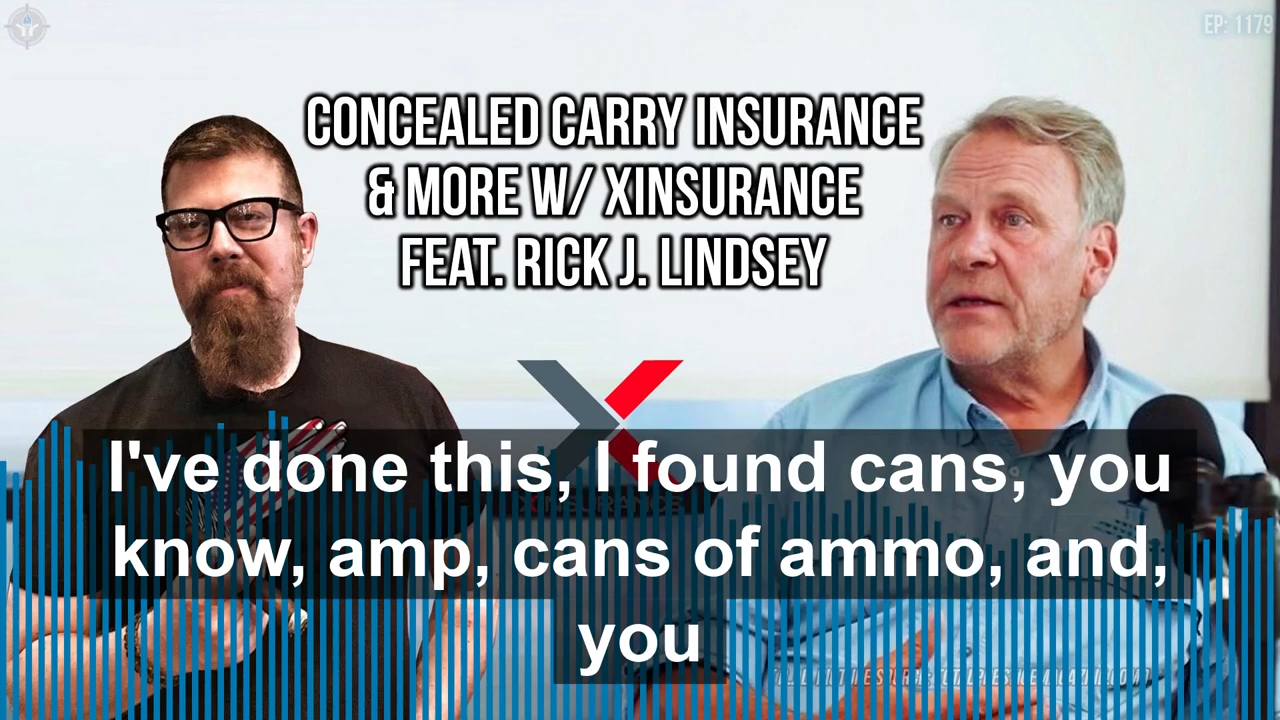 EP: 1179
CONCEALED CARRY INSURANCE
& MORE W/ XINSURANCE
FEAT. RICK J. LINDSEY
I've done this, I found cans, you
know, amp, cans of ammo, and,
you
XINSURANCE